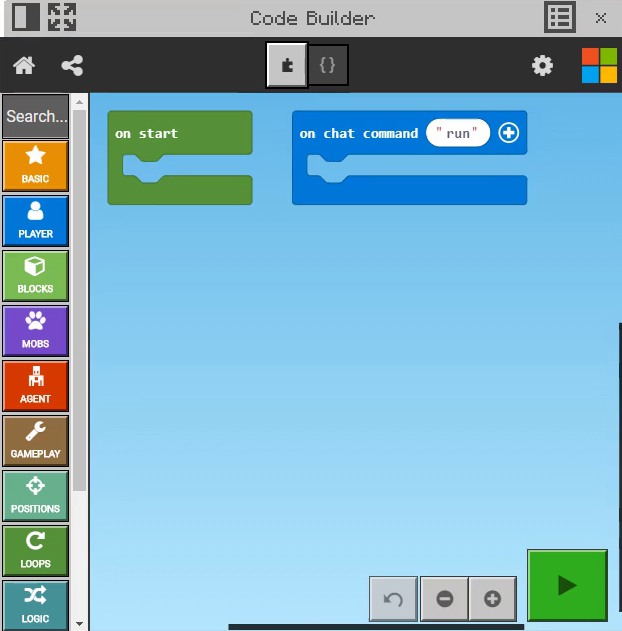 Code Builder
{}
Search...
BASIC
PLAYER
BLOCKS
MOBS
AGENT
GAMEPLAY
POSITIONS
LOOPS
LOGIC
on start
on chat command "run"